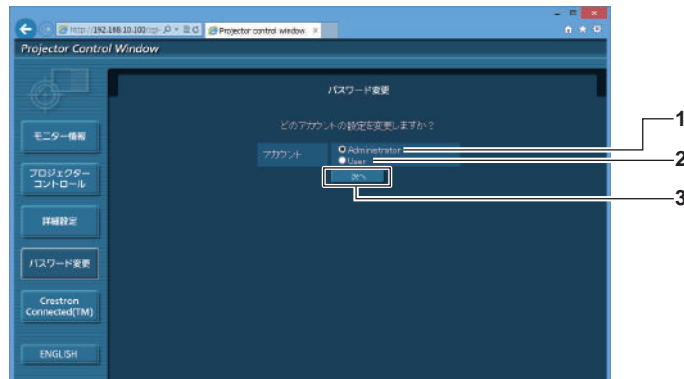 http://192.168.10.100/cgi-
Projector control window
Projector Control Window
パスワード変更
どのアカウントの設定を変更しますか？
アカウント
Administrator
User
次へ
モニター情報
プロジェクター
コントロール
詳細設定
パスワード変更
Crestron
Connected(TM)
ENGLISH
1
2
3